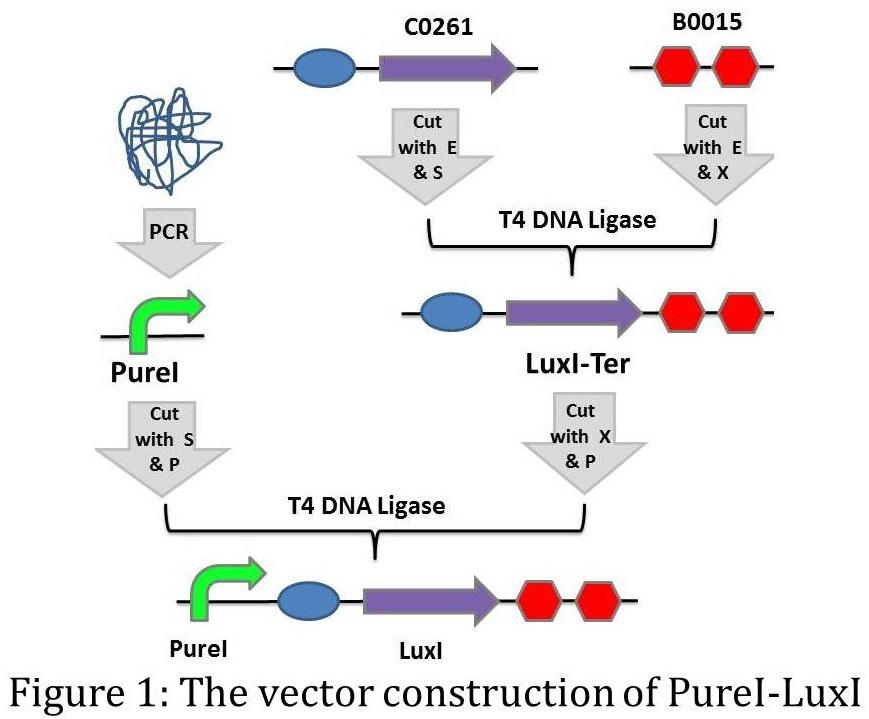 C0261
B0015
Cut
with E
& S
Cut
with E
& X
PCR
T4 DNA Ligase
PureI
LuxI-Ter
Cut
with S
& P
Cut
with X
& P
T4 DNA Ligase
PureI
LuxI
Figure 1: The vector construction of PureI-LuxI